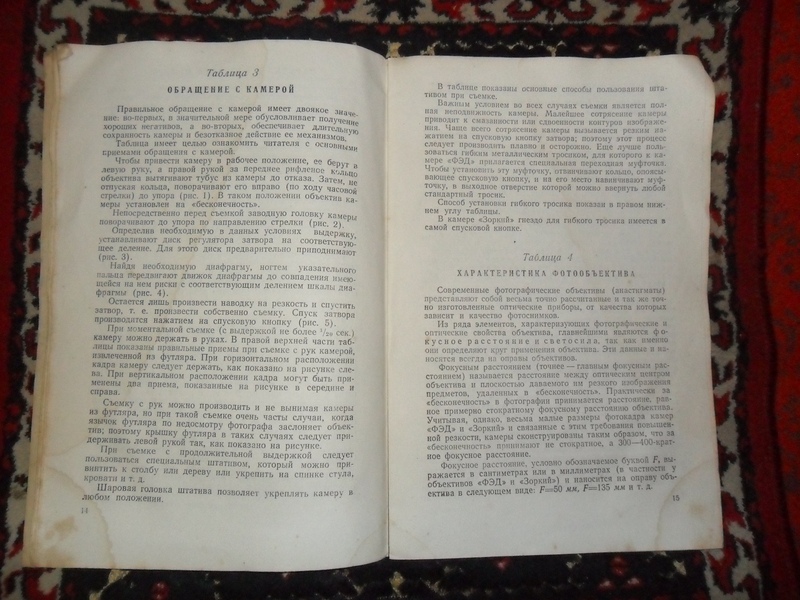 Таблица 3
ОБРАЩЕНИЕ С КАМЕРОЙ
Правильное обращение с камерой имеет двоякое значе-
ние: во-первых, в значительной мере обусловливает получение
хороших негативов, а во-вторых, обеспечивает длительную
сохранность камеры и безотказное действие ее механизмов.
Таблица имеет целью ознакомить читателя с основными
приемами обращения с камерой.
Чтобы привести камеру в рабочее положение, ее берут в
левую руку, а правой рукой за переднее рифленое кольцо
объектива вытягивают тубус из камеры до отказа. Затем, не
отпуская кольца, поворачивают его вправо (по ходу часовой
стрелки) до упора (рис. 1). В таком положении объектив ка-
меры установлен на «бесконечность».
Непосредственно перед съемкой заводную головку камеры
поворачивают до упора по направлению стрелки (рис. 2).
Определив необходимую в данных условиях выдержку,
устанавливают диск регулятора затвора на соответствую-
щее деление. Для этого диск предварительно приподнимают
(рис. 3).
Найдя необходимую диафрагму, ногтем указательного
пальца передвигают движок диафрагмы до совпадения имею-
щейся на нем риски с соответствующим делением шкалы диа-
фрагмы (рис. 4).
Остается лишь произвести наводку на резкость и спустить
затвор, т. е. произвести собственно съемку. Спуск затвора
производится нажатием на спусковую кнопку (рис. 5).
При моментальной съемке (с выдержкой не более 1/20 сек.)
камеру можно держать в руках. В правой верхней части таб-
лицы показаны правильные приемы при съемке с рук камерой,
извлеченной из футляра. При горизонтальном расположении
кадра камеру следует держать, как показано на рисунке сле-
ва. При вертикальном расположении кадра могут быть при-
менены два приема, показанные на рисунке в середине и
справа.
Съемку с рук можно производить и не вынимая камеры
из футляра, но при такой съемке очень часты случаи, когда
язычок футляра по недосмотру фотографа заслоняет объек-
тив; поэтому крышку футляра в таких случаях следует при-
держивать левой рукой так, как показано на рисунке.
При съемке с продолжительной выдержкой следует
пользоваться специальным штативом, который можно при-
винтить к столбу или дереву или укрепить на спинке стула,
кровати и т. д.
Шаровая головка штатива позволяет укреплять камеру в
любом положении.
14
В таблице показаны основные способы пользования шта-
тивом при съемке.
Важным условием во всех случаях съемки является пол-
ная неподвижность камеры. Малейшее сотрясение камеры
приводит к смазанности или сдвоенности контуров изображе-
ния. Чаще всего сотрясение камеры вызывается резким на-
жатием на спусковую кнопку затвора; поэтому этот процесс
следует производить плавно и осторожно. Еще лучше поль-
зоваться гибким металлическим тросиком, для которого к ка-
мере «ФЭД» прилагается специальная переходная муфточка.
Чтобы установить эту муфточку, отвинчивают кольцо, опоясы-
вающее спусковую кнопку, и на его место навинчивают муф-
точку, в выходное отверстие которой можно ввернуть любой
стандартный тросик.
Способ установки гибкого тросика показан в правом ниж-
нем углу таблицы.
В камере «Зоркий» гнездо для гибкого тросика имеется в
самой спусковой кнопке.
Таблица 4
ХАРАКТЕРИСТИКА ФОТООБЪЕКТИВА
Современные фотографические объективы (анастигматы)
представляют собой весьма точно рассчитанные и так же точ-
но изготовленные оптические приборы, от качества которых
зависит и качество фотоснимков.
Из ряда элементов, характеризующих фотографические и
оптические свойства объектива, главнейшими являются фо-
кусное расстояние и светосила, так как именно
они определяют круг применения объектива. Эти данные и на-
носятся всегда на оправы объективов.
Фокусным расстоянием (точнее — главным фокусным рас-
стоянием) называется расстояние между оптическим центром
объектива и плоскостью даваемого им резкого изображения
предметов, удаленных в «бесконечность». Практически за
«бесконечность» в фотографии принимается расстояние, рав-
ное примерно стократному фокусному расстоянию объектива.
Учитывая, однако, весьма малые размеры фотокадра камер
«ФЭД» и «Зоркий» и связанные с этим требования повышен-
ной резкости, камеры сконструированы таким образом, что за
«бесконечность» принимают не стократное, а 300—400-крат-
ное фокусное расстояние.
Фокусное расстояние, условно обозначаемое буквой F, вы-
ражается в сантиметрах или в миллиметрах (в частности у
объективов «ФЭД» и «Зоркий») и наносится на оправу объ-
ектива в следующем виде: F=50 мм, F=135 мм и т. д.
15